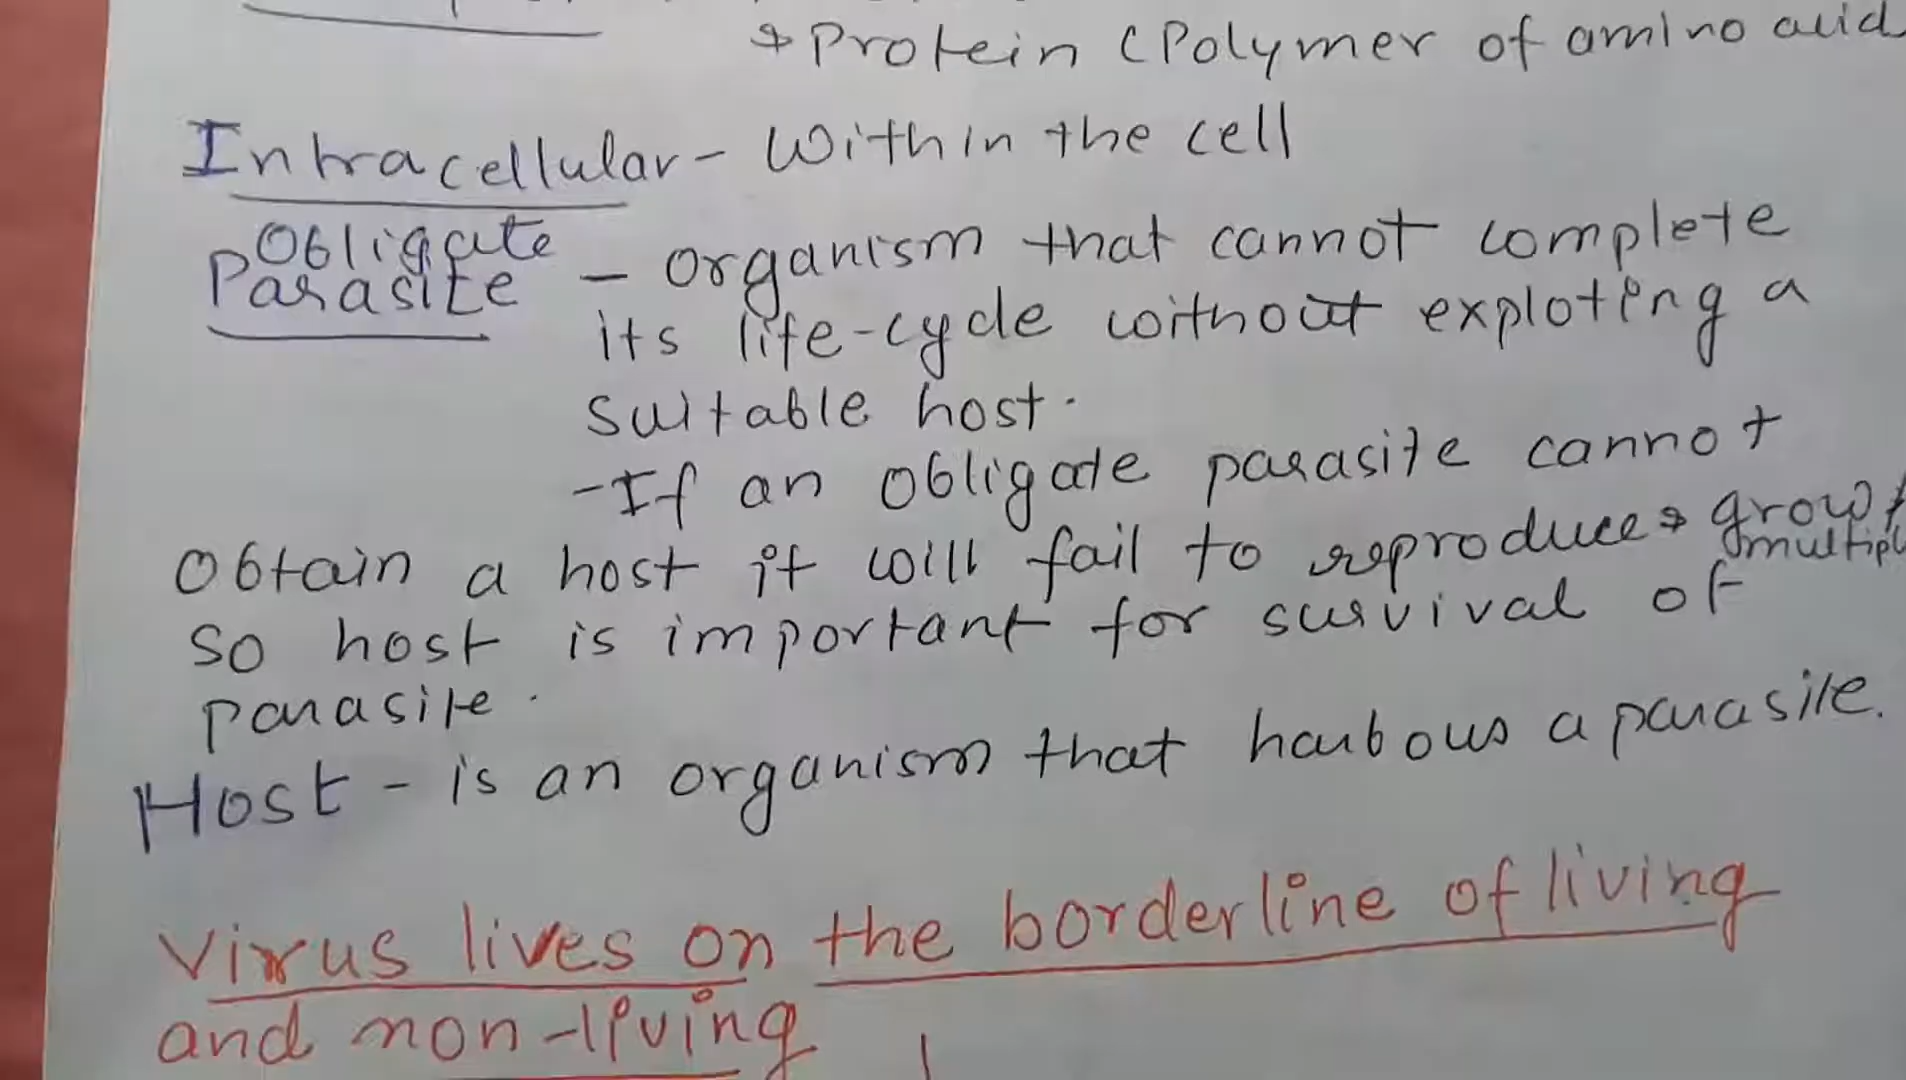 → Protein (Polymer of amino acid
Intracellular - Within the cell
Obligate
Parasite - organism that cannot complete
its life-cycle without exploting a
suitable host.
- If an obligate parasite cannot
obtain a host it will fail to reproduce → grow/
multipl
so host is important for survival of
parasite.
Host - is an organism that harbous a parasite.
Virus lives on the borderline of living
and non-living